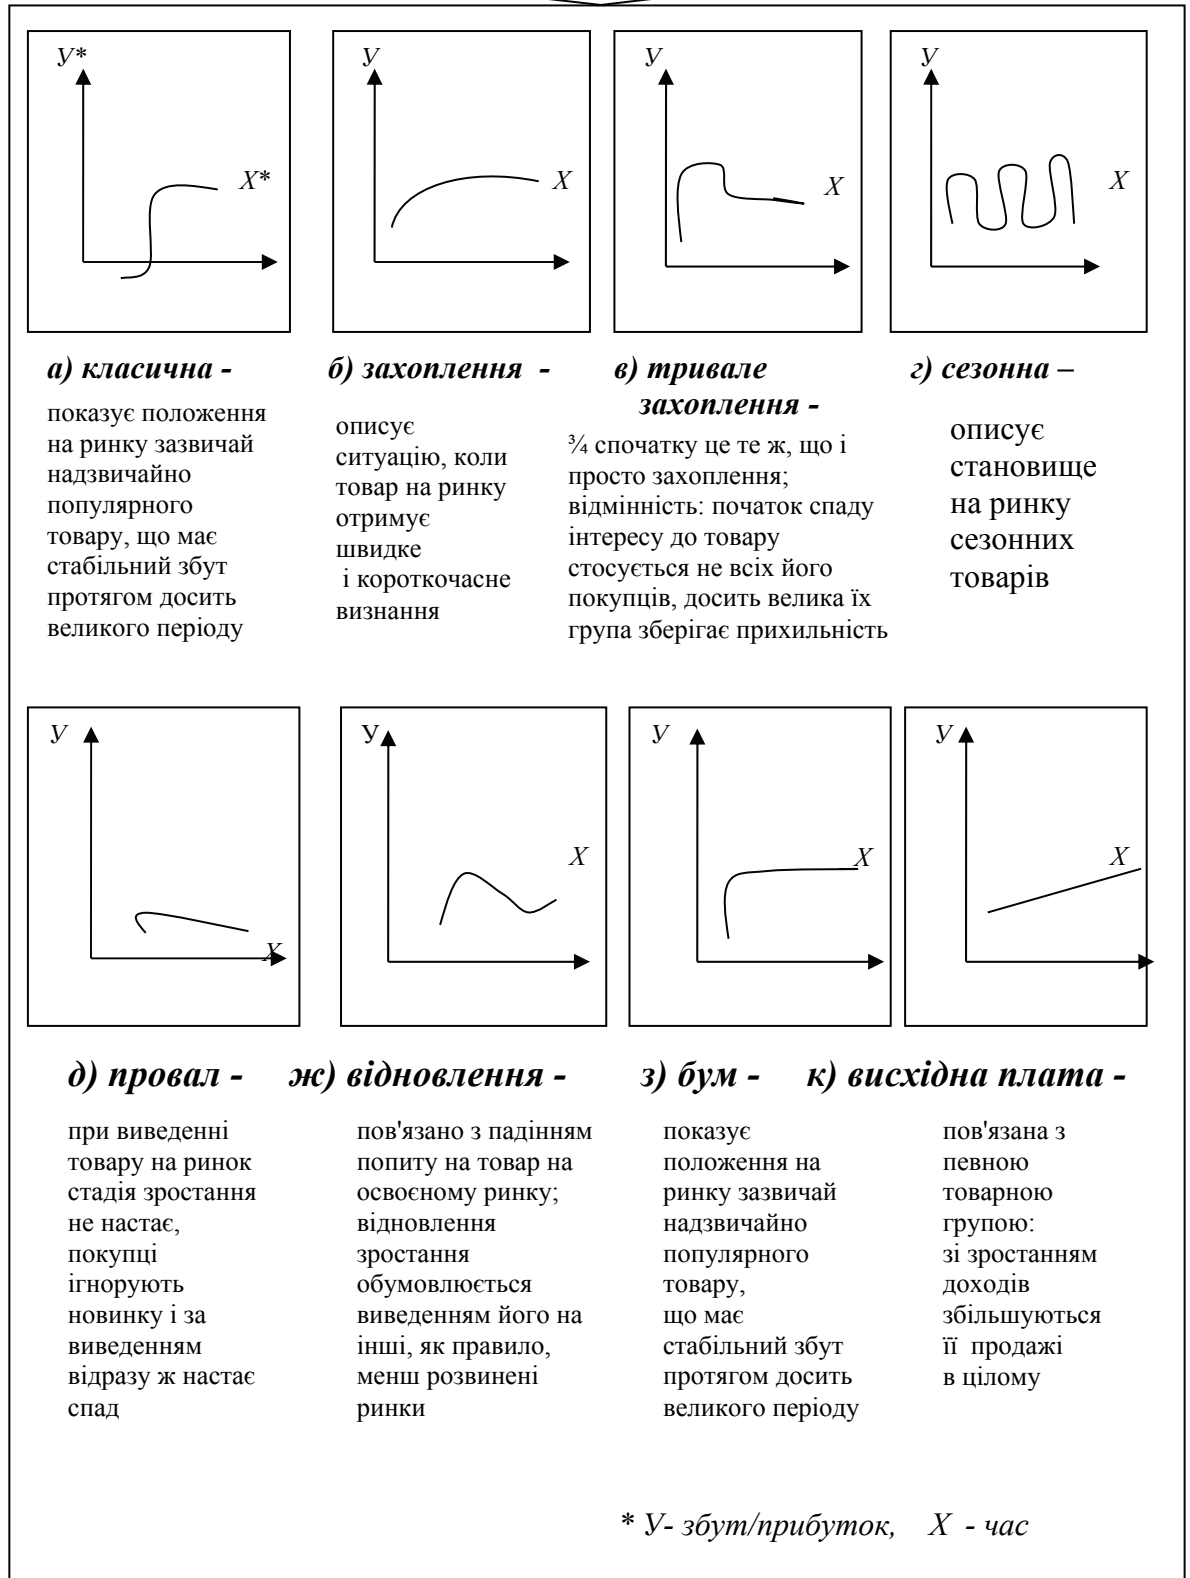 У*
Х*
У
Х
У
Х
У
Х
а) класична -
показує положення
на ринку зазвичай
надзвичайно
популярного
товару, що має
стабільний збут
протягом досить
великого періоду
б) захоплення -
описує
ситуацію, коли
товар на ринку
отримує
швидке
і короткочасне
визнання
в) тривале
захоплення -
¾ спочатку це те ж, що і
просто захоплення;
відмінність: початок спаду
інтересу до товару
стосується не всіх його
покупців, досить велика їх
група зберігає прихильність
г) сезонна –
описує
становище
на ринку
сезонних
товарів
У
Х
У
Х
У
Х
У
Х
д) провал -
при виведенні
товару на ринок
стадія зростання
не настає,
покупці
ігнорують
новинку і за
виведенням
відразу ж настає
спад
ж) відновлення -
пов'язано з падінням
попиту на товар на
освоєному ринку;
відновлення
зростання
обумовлюється
виведенням його на
інші, як правило,
менш розвинені
ринки
з) бум -
показує
положення на
ринку зазвичай
надзвичайно
популярного
товару,
що має
стабільний збут
протягом досить
великого періоду
к) висхідна плата -
пов'язана з
певною
товарною
групою:
зі зростанням
доходів
збільшуються
її продажі
в цілому
* У- збут/прибуток, Х - час